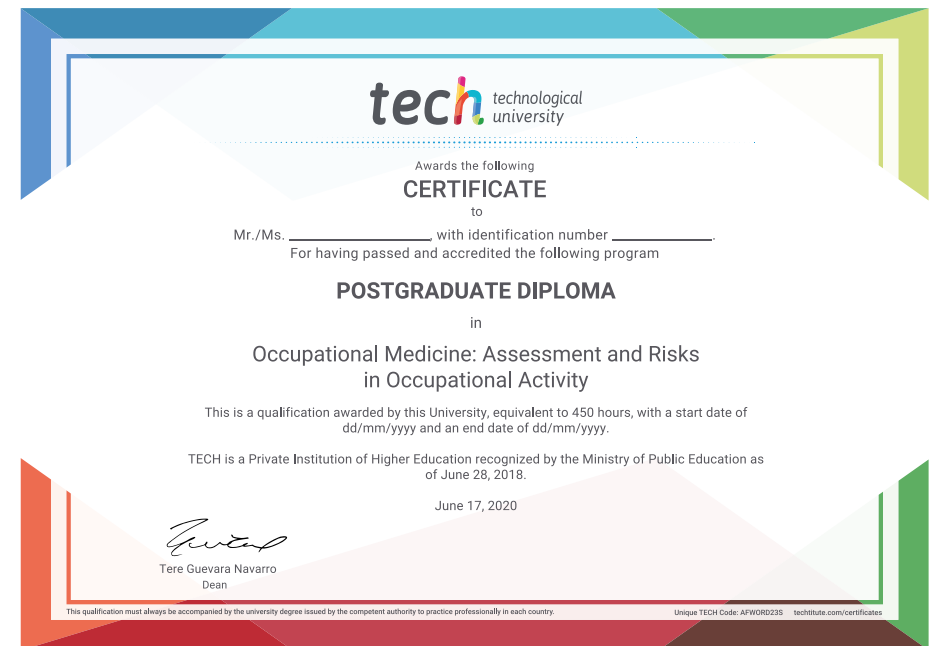 tech technological
university
Awards the following
CERTIFICATE
to
Mr./Ms. ____________________, with identification number ______________.
For having passed and accredited the following program
POSTGRADUATE DIPLOMA
in
Occupational Medicine: Assessment and Risks
in Occupational Activity
This is a qualification awarded by this University, equivalent to 450 hours, with a start date of
dd/mm/yyyy and an end date of dd/mm/yyyy.
TECH is a Private Institution of Higher Education recognized by the Ministry of Public Education as
of June 28, 2018.
June 17, 2020
Tere Guevara Navarro
Dean
This qualification must always be accompanied by the university degree issued by the competent authority to practice professionally in each country. Unique TECH Code: AFWORD23S techtitute.com/certificates